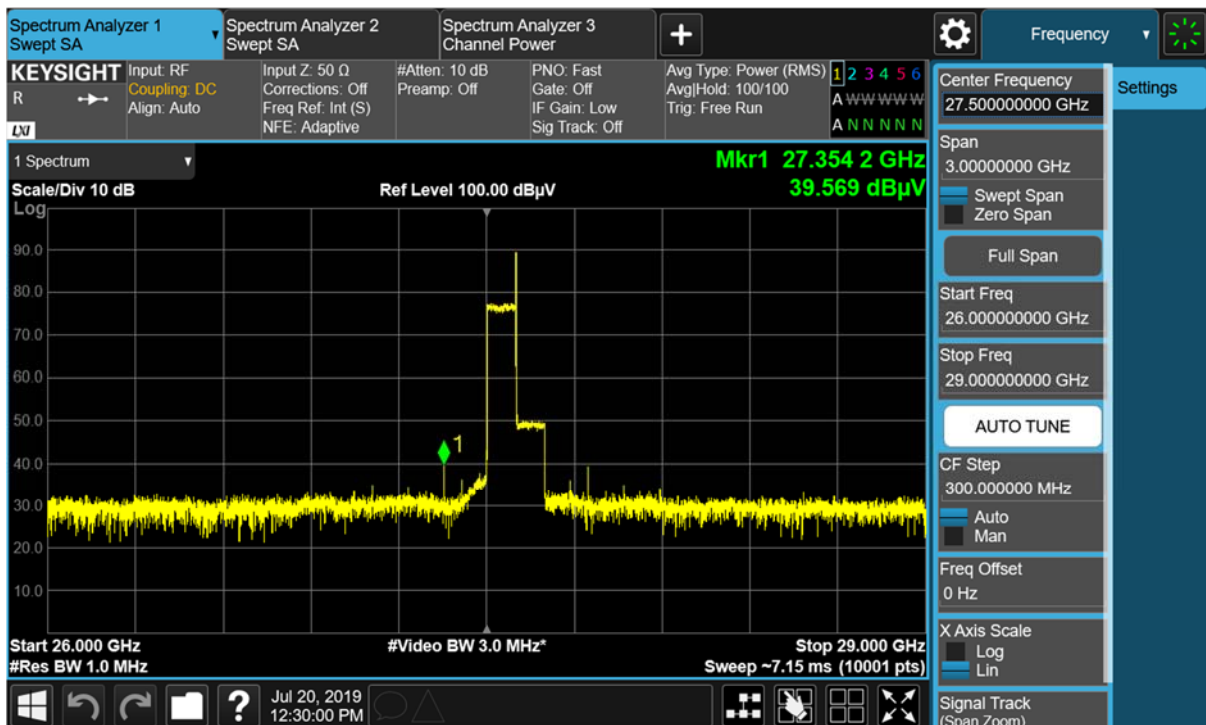 Spectrum Analyzer 1
Swept SA
Spectrum Analyzer 2
Swept SA
Spectrum Analyzer 3
Channel Power
+
Frequency
KEYSIGHT
R
LXI
Input: RF
Coupling: DC
Align: Auto
Input Z: 50 Ω
Corrections: Off
Freq Ref: Int (S)
NFE: Adaptive
#Atten: 10 dB
Preamp: Off
PNO: Fast
Gate: Off
IF Gain: Low
Sig Track: Off
Avg Type: Power (RMS)
Avg|Hold: 100/100
Trig: Free Run
1 2 3 4 5 6
A W W W W W
A N N N N N
1 Spectrum
Scale/Div 10 dB
Log
Ref Level 100.00 dBµV
Mkr1 27.354 2 GHz
39.569 dBµV
90.0
80.0
70.0
60.0
50.0
40.0
30.0
20.0
10.0
1
Start 26.000 GHz
#Res BW 1.0 MHz
#Video BW 3.0 MHz*
Stop 29.000 GHz
Sweep ~7.15 ms (10001 pts)
Center Frequency
27.500000000 GHz
Settings
Span
3.00000000 GHz
Swept Span
Zero Span
Full Span
Start Freq
26.000000000 GHz
Stop Freq
29.000000000 GHz
AUTO TUNE
CF Step
300.000000 MHz
Auto
Man
Freq Offset
0 Hz
X Axis Scale
Log
Lin
Signal Track
(Span Zoom)
?
Jul 20, 2019
12:30:00 PM